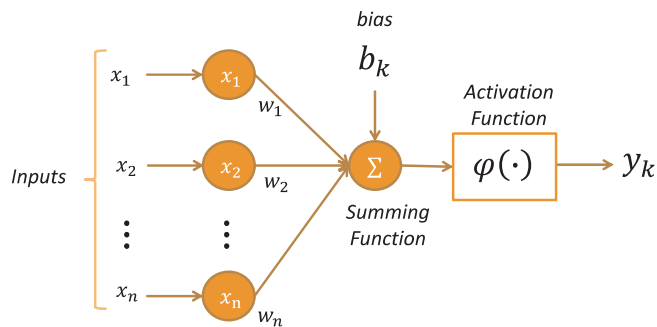 bias
b_k
x_1
x_1
w_1
Activation
Function
Inputs
x_2
x_2
w_2
Σ
φ(·)
y_k
Summing
Function
⋮
⋮
x_n
x_n
w_n